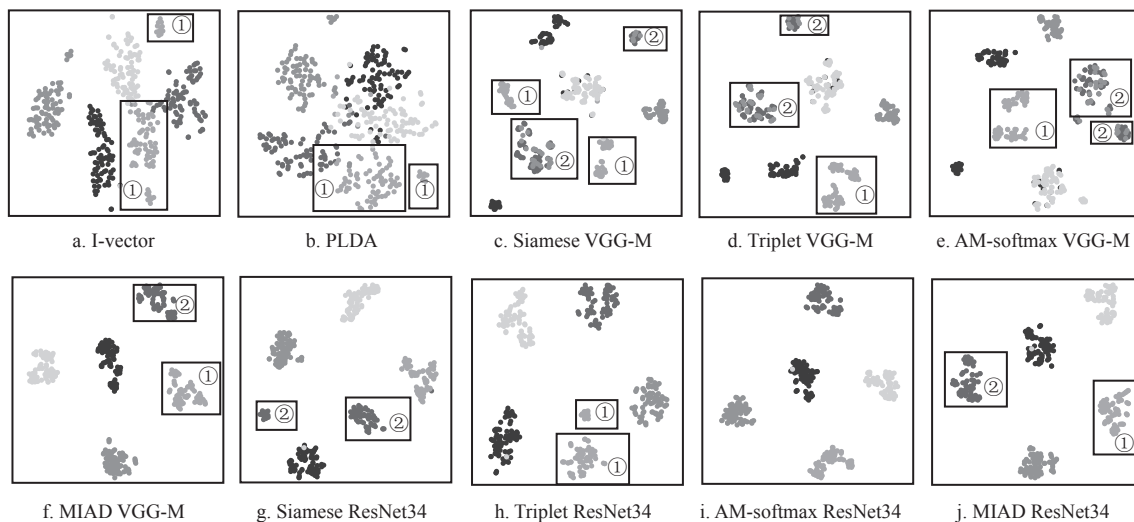 ① ① ② ②
① ②
① ① ② ① ② ① ① ②
a. I-vector b. PLDA c. Siamese VGG-M d. Triplet VGG-M e. AM-softmax VGG-M
② ① ② ② ① ① ② ①
f. MIAD VGG-M g. Siamese ResNet34 h. Triplet ResNet34 i. AM-softmax ResNet34 j. MIAD ResNet34